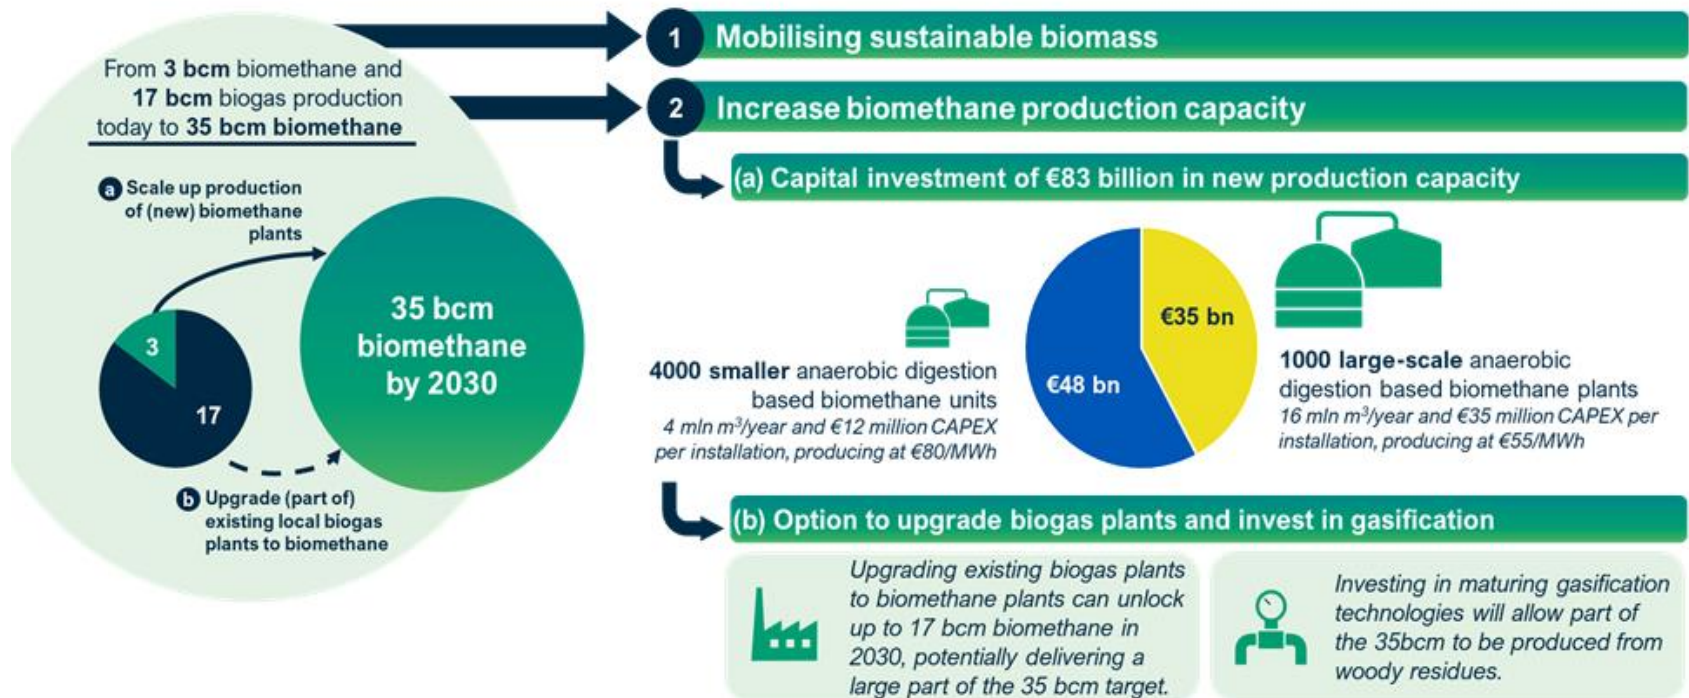 From 3 bcm biomethane and
17 bcm biogas production
today to 35 bcm biomethane
a Scale up production
of (new) biomethane
plants
3
17
35 bcm
biomethane
by 2030
b Upgrade (part of)
existing local biogas
plants to biomethane
1 Mobilising sustainable biomass
2 Increase biomethane production capacity
(a) Capital investment of €83 billion in new production capacity
4000 smaller anaerobic digestion
based biomethane units
4 mln m³/year and €12 million CAPEX
per installation, producing at €80/MWh
€48 bn
€35 bn
1000 large-scale anaerobic
digestion based biomethane plants
16 mln m³/year and €35 million CAPEX per
installation, producing at €55/MWh
(b) Option to upgrade biogas plants and invest in gasification
Upgrading existing biogas plants
to biomethane plants can unlock
up to 17 bcm biomethane in
2030, potentially delivering a
large part of the 35 bcm target.
Investing in maturing gasification
technologies will allow part of
the 35bcm to be produced from
woody residues.